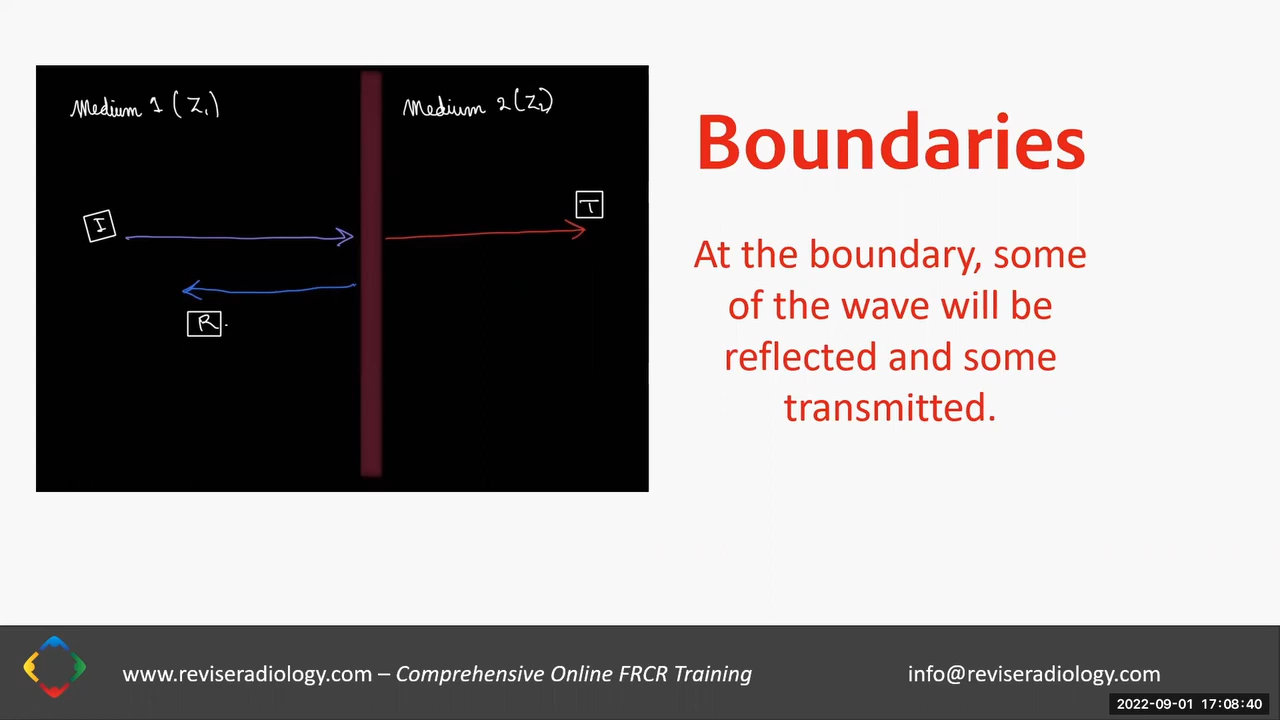 Medium 1 (Z₁)
Medium 2 (Z₂)
I
T
R.
Boundaries
At the boundary, some
of the wave will be
reflected and some
transmitted.
www.reviseradiology.com – Comprehensive Online FRCR Training
info@reviseradiology.com
2022-09-01 17:08:40